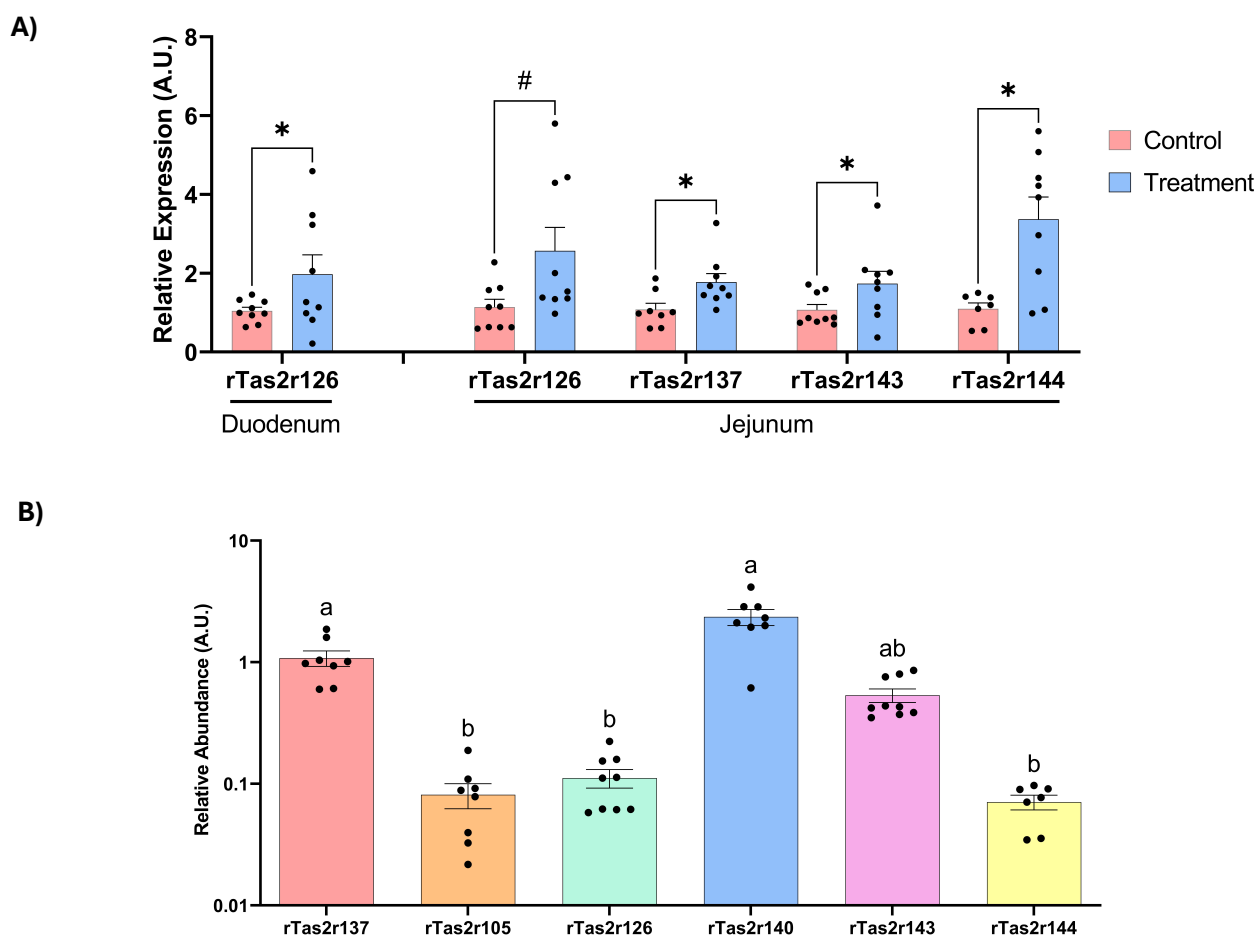 A)
Relative Expression (A.U.)
8
6
4
2
0
*
#
*
*
*
Control
Treatment
rTas2r126
rTas2r126
rTas2r137
rTas2r143
rTas2r144
Duodenum
Jejunum
B)
Relative Abundance (A.U.)
10
1
0.1
0.01
a
b
b
a
ab
b
rTas2r137
rTas2r105
rTas2r126
rTas2r140
rTas2r143
rTas2r144